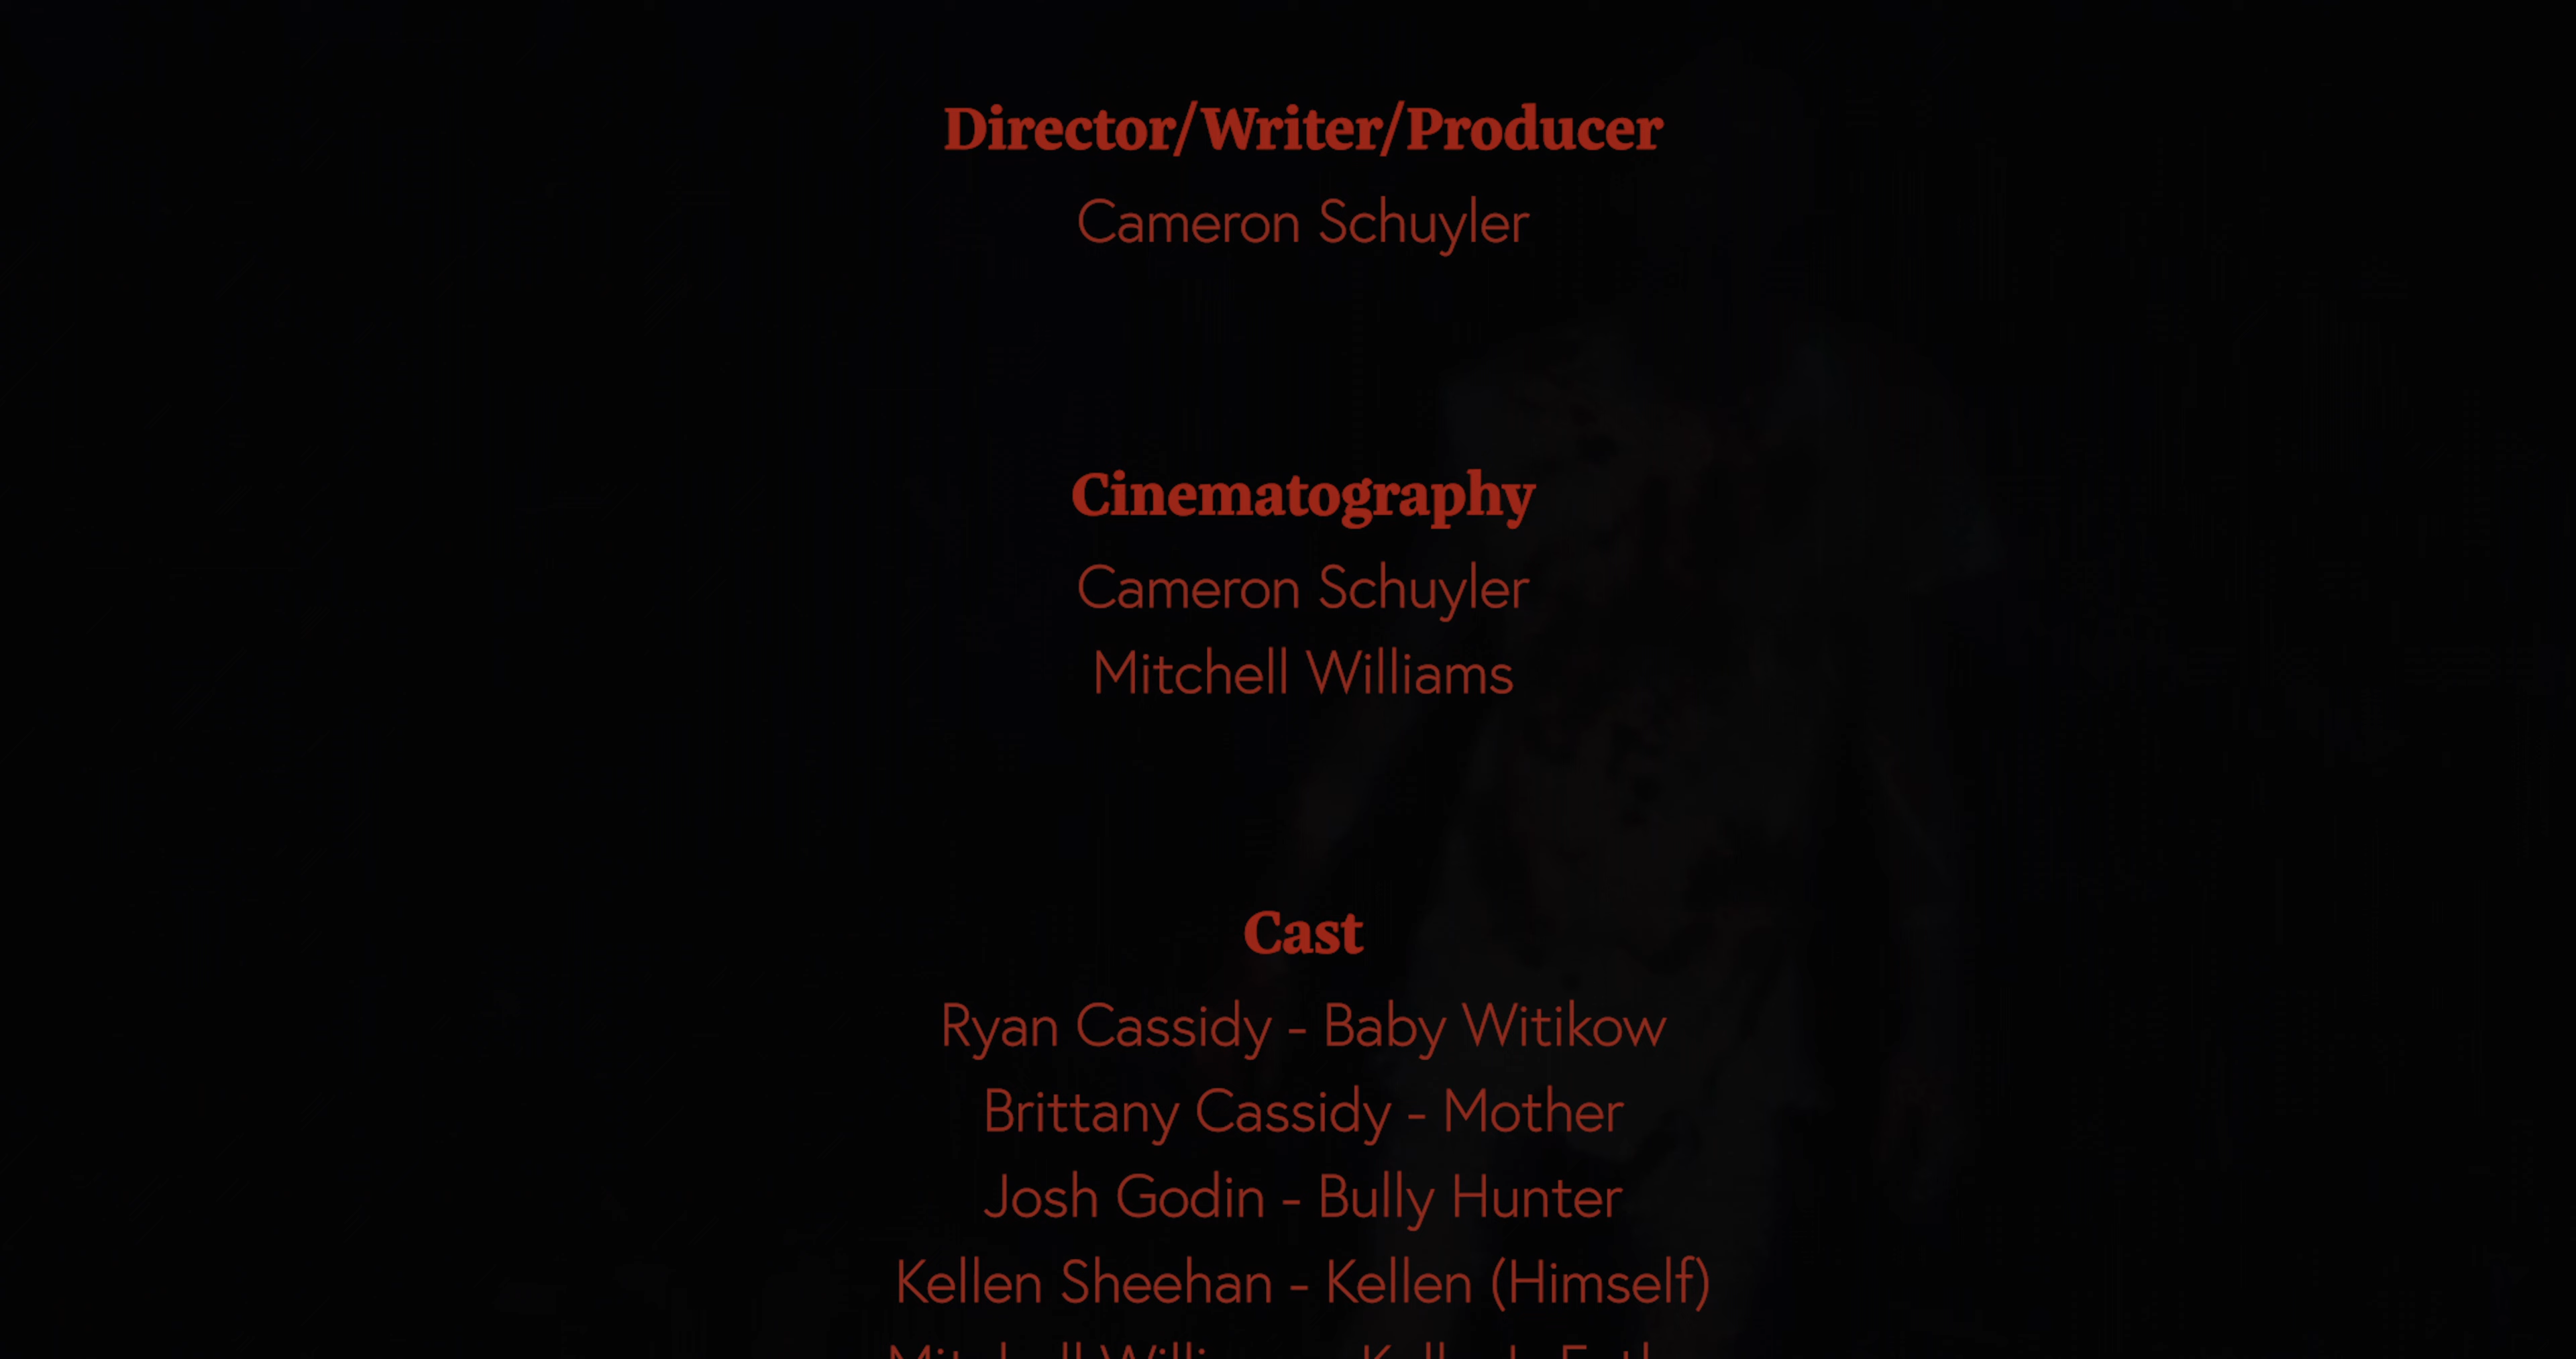 Director/Writer/Producer
Cameron Schuyler
Cinematography
Cameron Schuyler
Mitchell Williams
Cast
Ryan Cassidy - Baby Witikow
Brittany Cassidy - Mother
Josh Godin - Bully Hunter
Kellen Sheehan - Kellen (Himself)